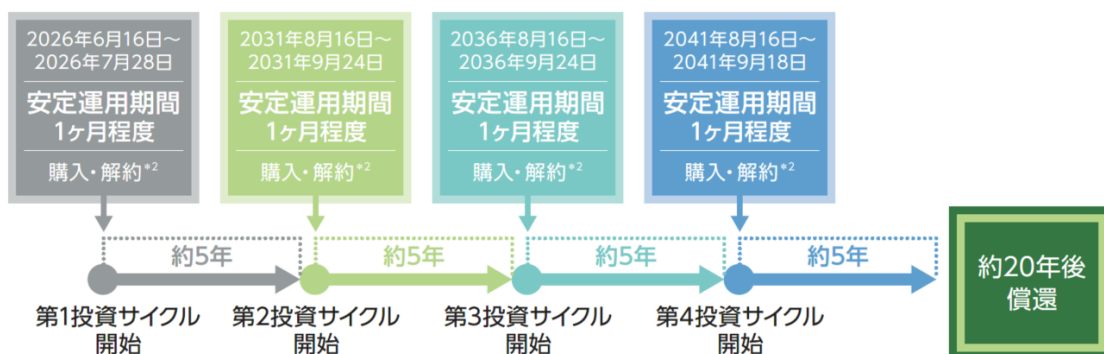 2026年6月16日~
2026年7月28日
安定運用期間
1ヶ月程度
購入・解約*2
2031年8月16日~
2031年9月24日
安定運用期間
1ヶ月程度
購入・解約*2
2036年8月16日~
2036年9月24日
安定運用期間
1ヶ月程度
購入・解約*2
2041年8月16日~
2041年9月18日
安定運用期間
1ヶ月程度
購入・解約*2
約5年
約5年
約5年
約5年
第1投資サイクル
開始
第2投資サイクル
開始
第3投資サイクル
開始
第4投資サイクル
開始
約20年後
償還